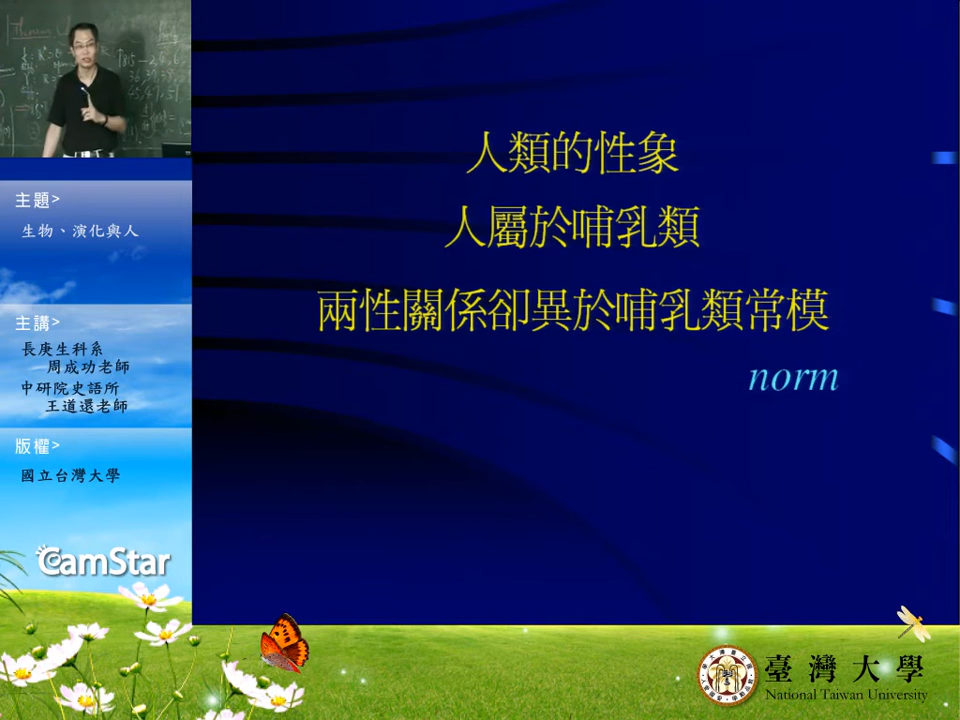 主題>
生物、演化與人
主講>
長庚生科系
周成功老師
中研院史語所
王道還老師
版權>
國立台灣大學
CamStar
人類的性象
人屬於哺乳類
兩性關係卻異於哺乳類常模
norm
臺灣大學
National Taiwan University